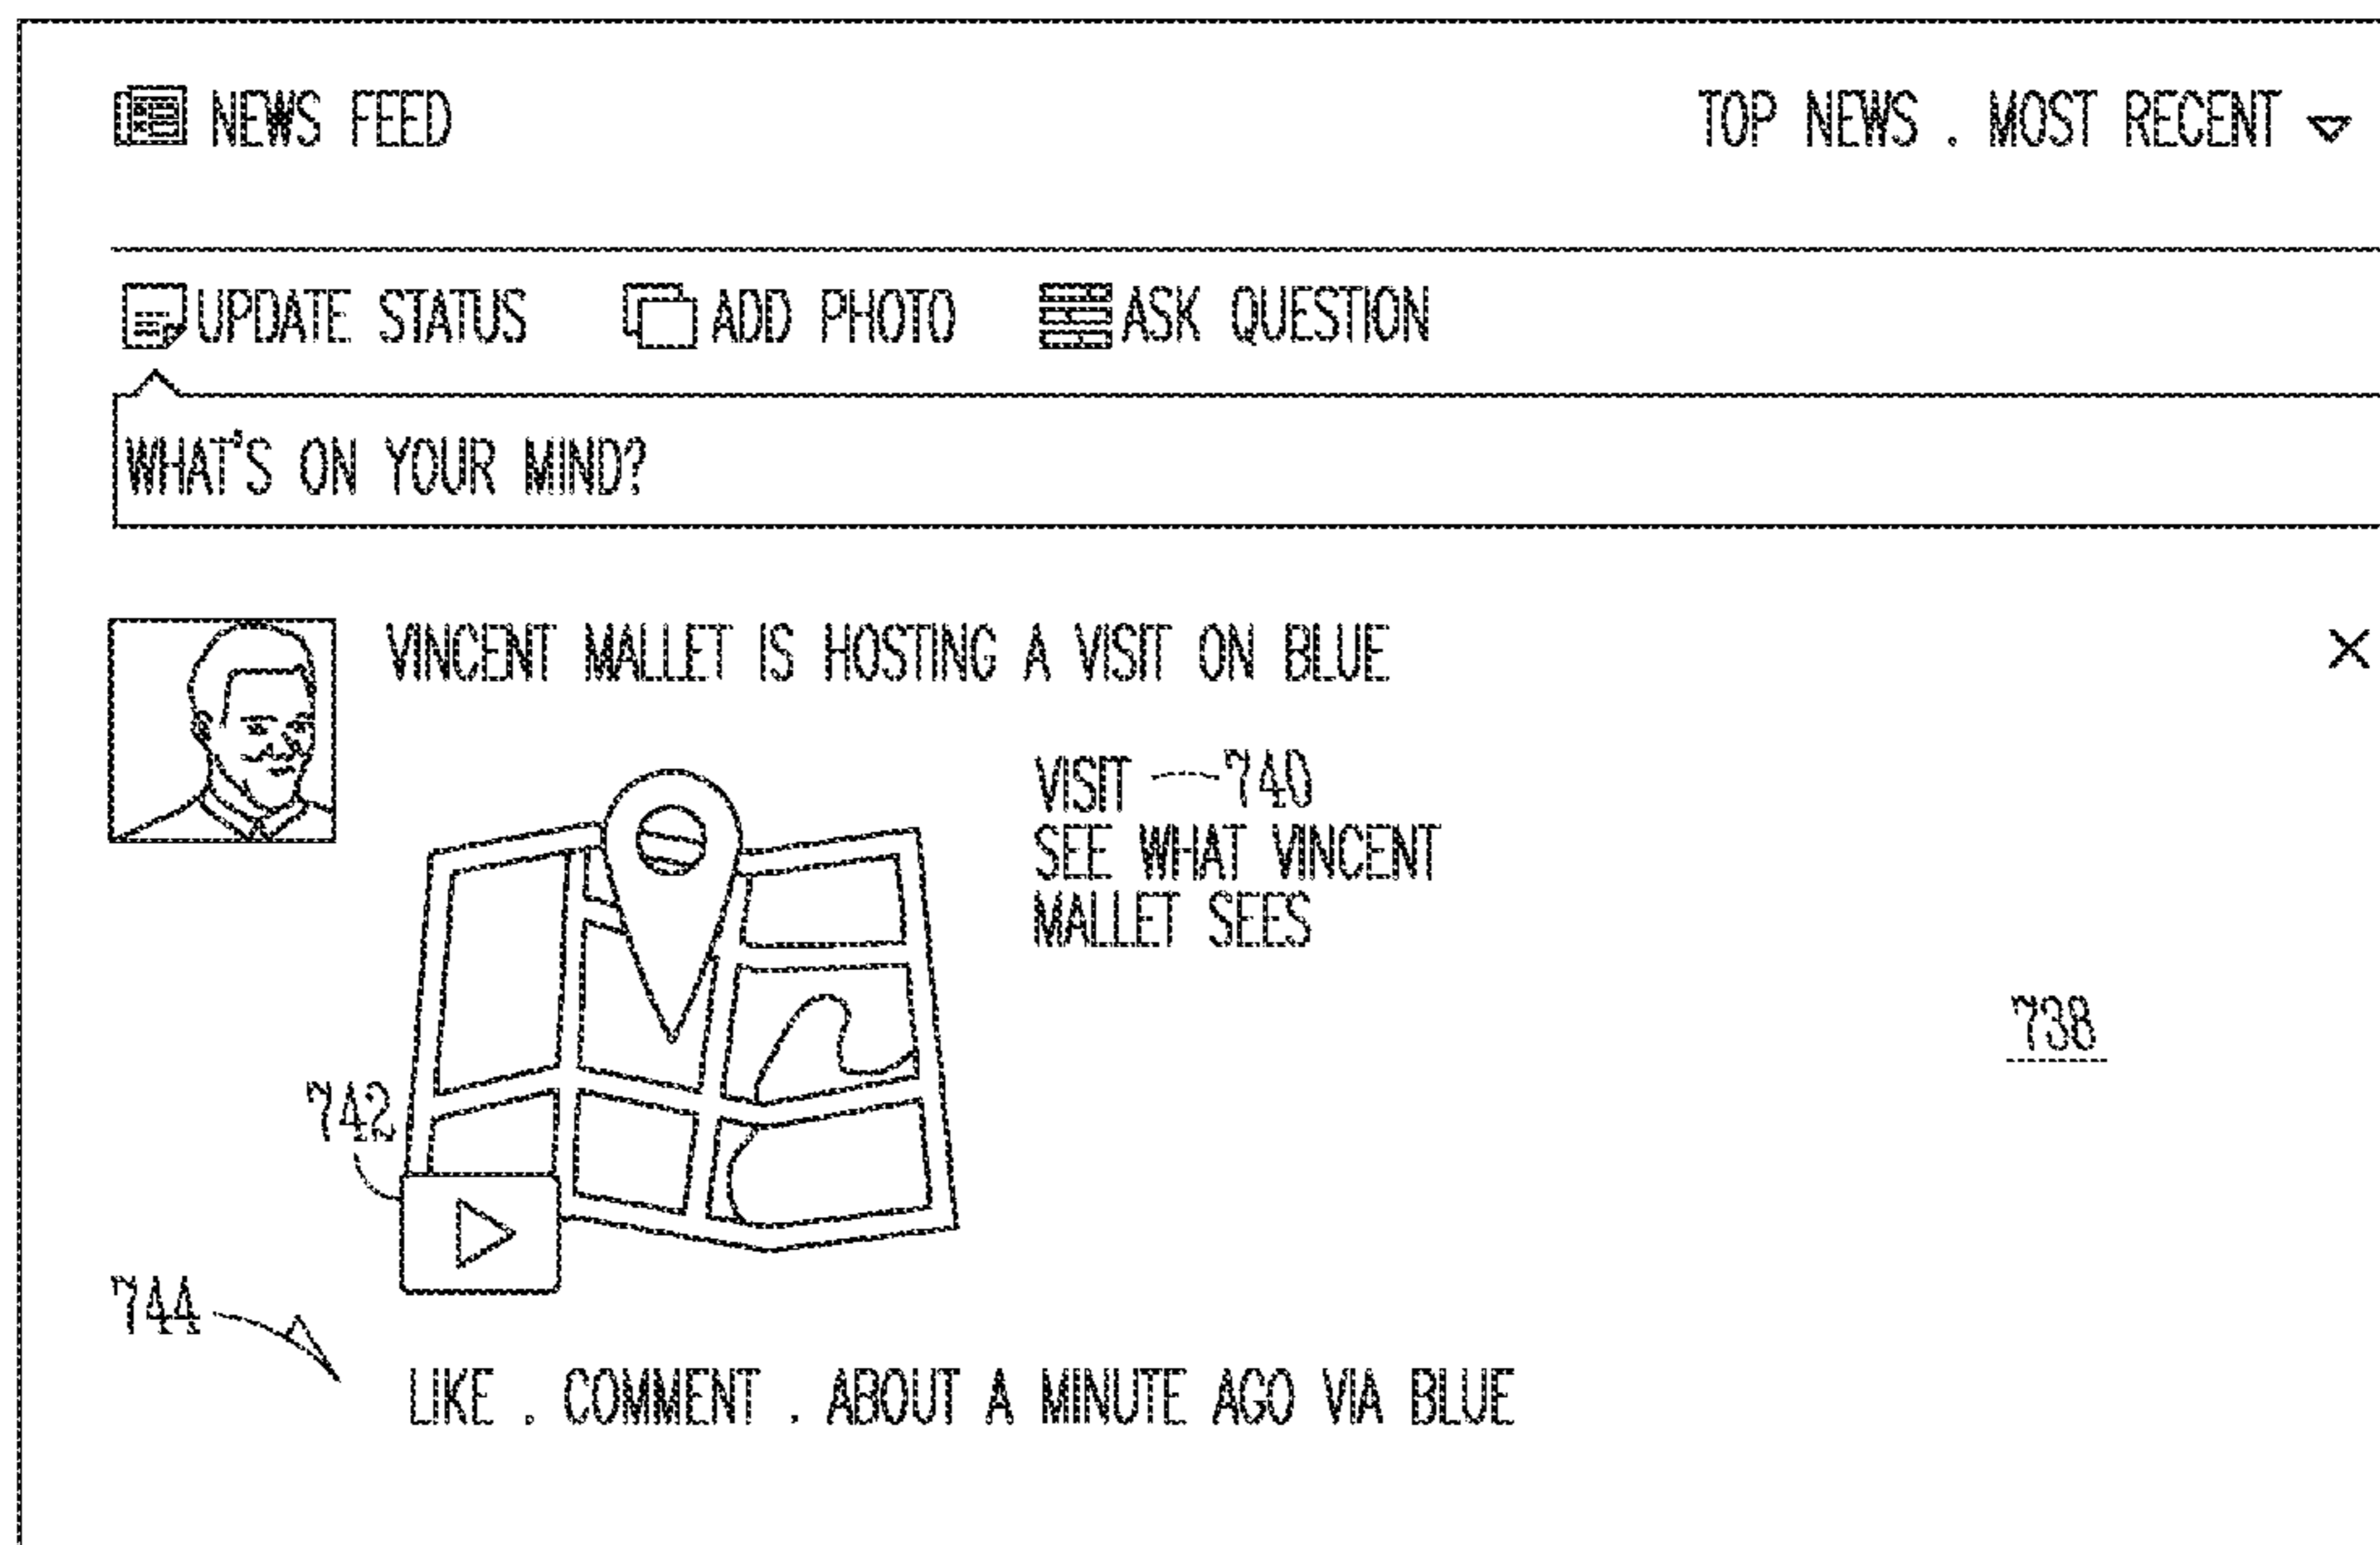 NEWS FEED
TOP NEWS . MOST RECENT
UPDATE STATUS ADD PHOTO ASK QUESTION
WHAT'S ON YOUR MIND?
VINCENT MALLET IS HOSTING A VISIT ON BLUE X
VISIT 740
SEE WHAT VINCENT
MALLET SEES
738
742
744
LIKE . COMMENT . ABOUT A MINUTE AGO VIA BLUE